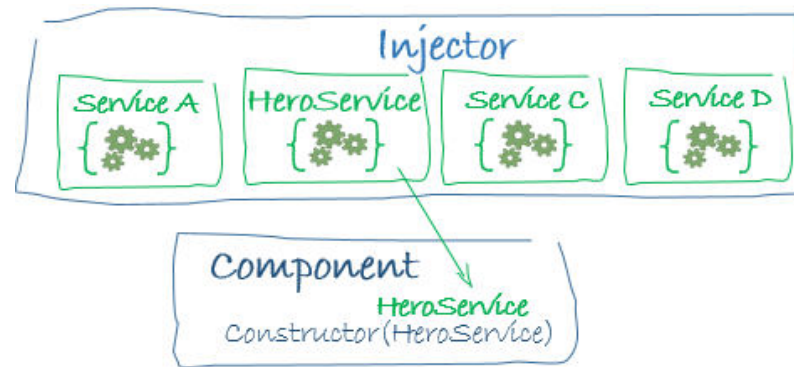 Injector
Service A
HeroService
Service C
Service D
Component
HeroService
Constructor(HeroService)